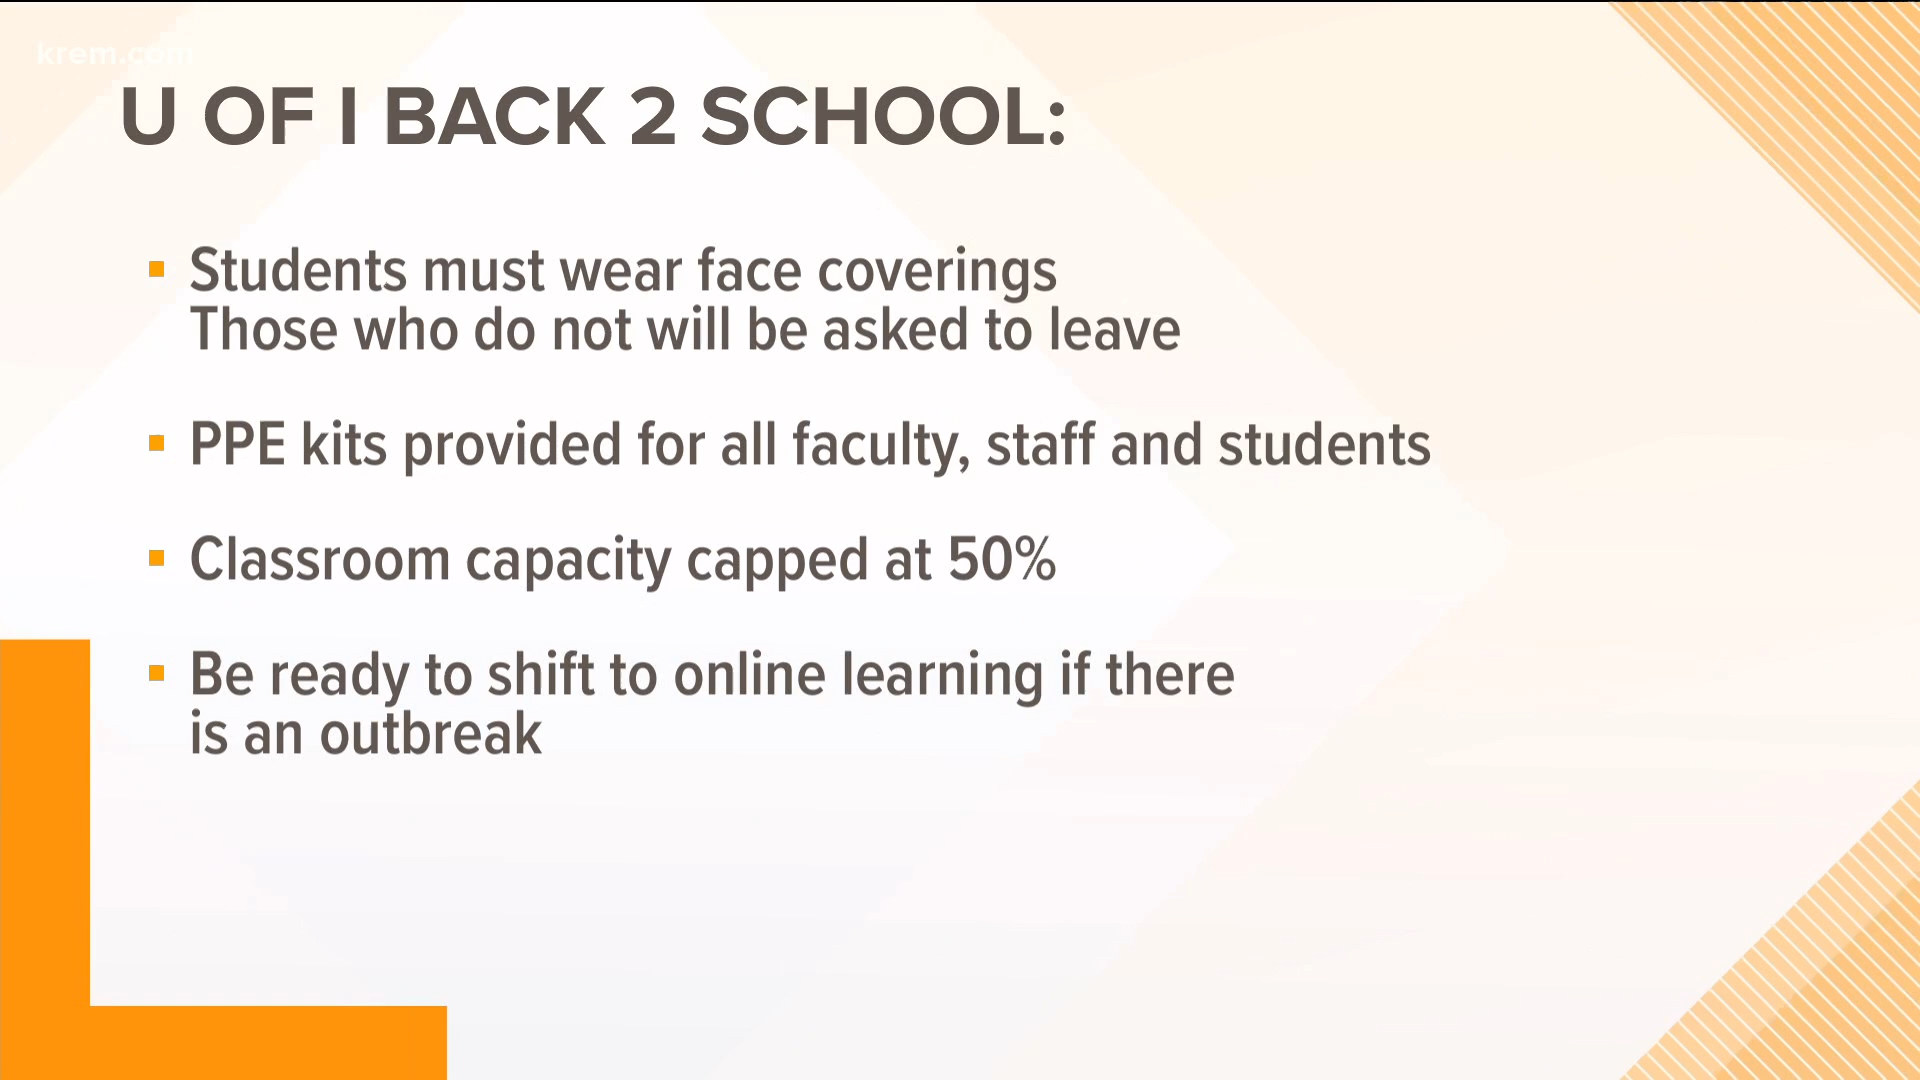 krem.com
U OF I BACK 2 SCHOOL:
Students must wear face coverings
Those who do not will be asked to leave
PPE kits provided for all faculty, staff and students
Classroom capacity capped at 50%
Be ready to shift to online learning if there
is an outbreak